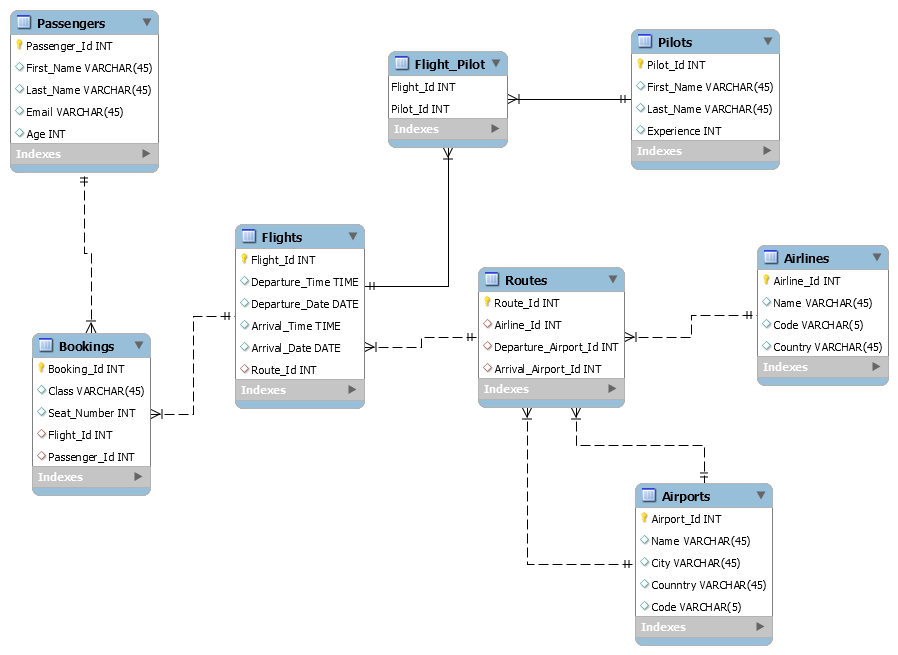 Passengers
Passenger_Id INT
First_Name VARCHAR(45)
Last_Name VARCHAR(45)
Email VARCHAR(45)
Age INT
Indexes
Flight_Pilot
Flight_Id INT
Pilot_Id INT
Indexes
Pilots
Pilot_Id INT
First_Name VARCHAR(45)
Last_Name VARCHAR(45)
Experience INT
Indexes
Flights
Flight_Id INT
Departure_Time TIME
Departure_Date DATE
Arrival_Time TIME
Arrival_Date DATE
Route_Id INT
Indexes
Routes
Route_Id INT
Airline_Id INT
Departure_Airport_Id INT
Arrival_Airport_Id INT
Indexes
Airlines
Airline_Id INT
Name VARCHAR(45)
Code VARCHAR(5)
Country VARCHAR(45)
Indexes
Bookings
Booking_Id INT
Class VARCHAR(45)
Seat_Number INT
Flight_Id INT
Passenger_Id INT
Indexes
Airports
Airport_Id INT
Name VARCHAR(45)
City VARCHAR(45)
Counntry VARCHAR(45)
Code VARCHAR(5)
Indexes